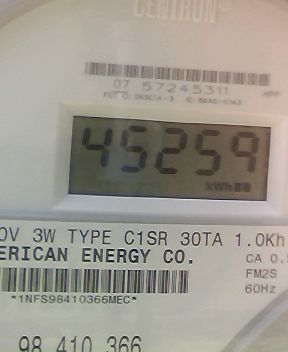 CENTRON®
07 57245311
45259
kWh
0V 3W TYPE C1SR 30TA 1.0Kh
ERICAN ENERGY CO.
CA 0.5
FM2S
60Hz
*1NFS98410366MEC*
98 410 366